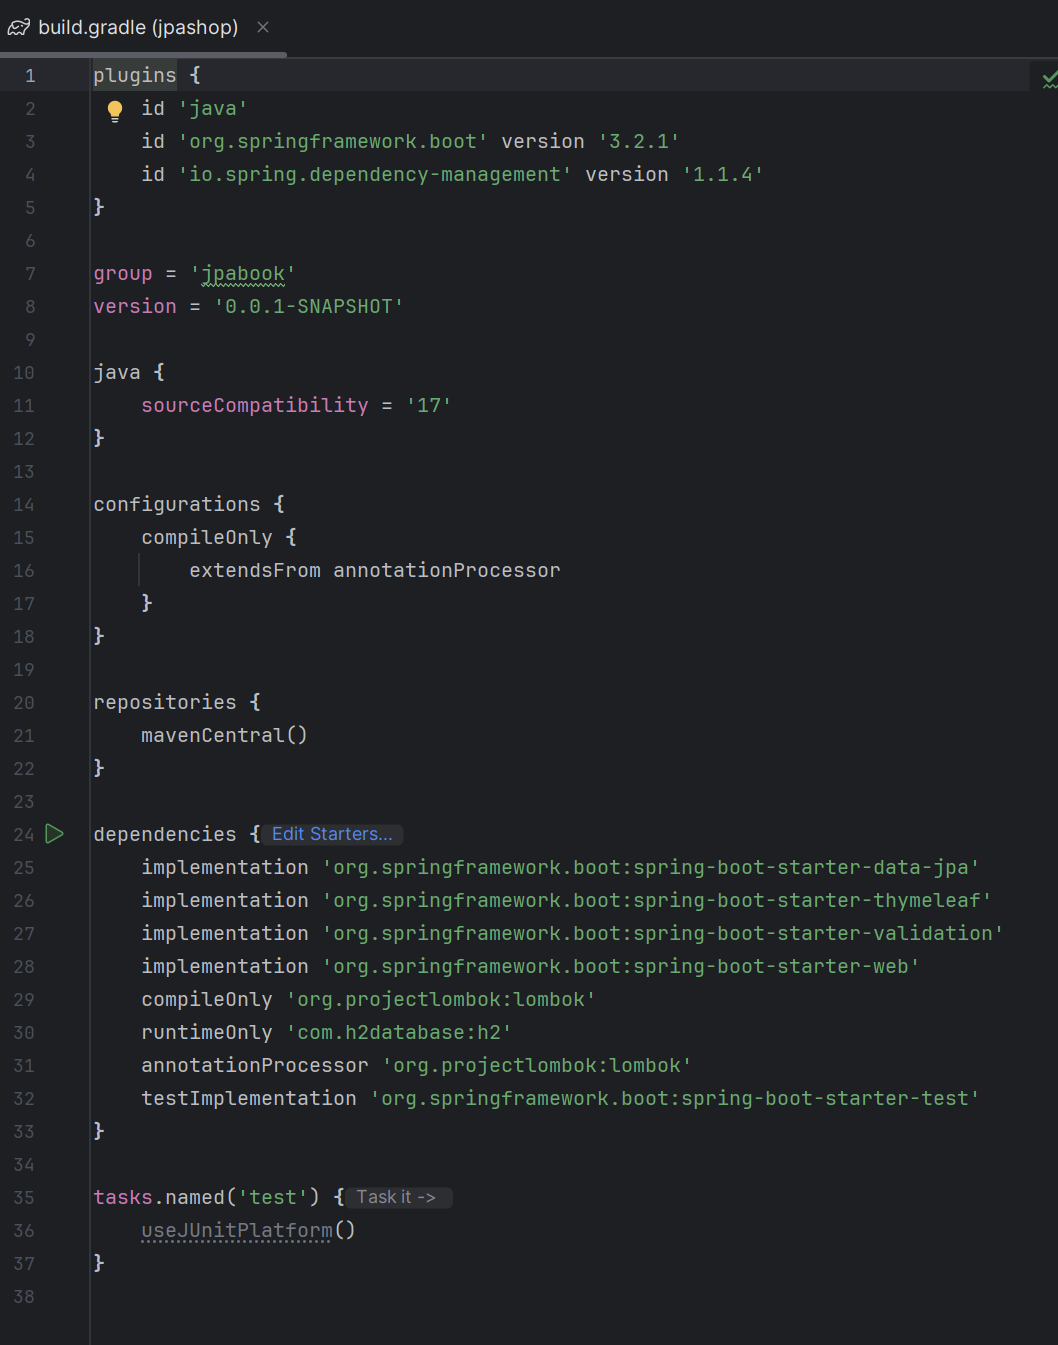 build.gradle (jpashop)
1 plugins {
2 id 'java'
3 id 'org.springframework.boot' version '3.2.1'
4 id 'io.spring.dependency-management' version '1.1.4'
5 }
6
7 group = 'jpabook'
8 version = '0.0.1-SNAPSHOT'
9
10 java {
11 sourceCompatibility = '17'
12 }
13
14 configurations {
15 compileOnly {
16 extendsFrom annotationProcessor
17 }
18 }
19
20 repositories {
21 mavenCentral()
22 }
23
24 dependencies { Edit Starters...
25 implementation 'org.springframework.boot:spring-boot-starter-data-jpa'
26 implementation 'org.springframework.boot:spring-boot-starter-thymeleaf'
27 implementation 'org.springframework.boot:spring-boot-starter-validation'
28 implementation 'org.springframework.boot:spring-boot-starter-web'
29 compileOnly 'org.projectlombok:lombok'
30 runtimeOnly 'com.h2database:h2'
31 annotationProcessor 'org.projectlombok:lombok'
32 testImplementation 'org.springframework.boot:spring-boot-starter-test'
33 }
34
35 tasks.named('test') { Task it ->
36 useJUnitPlatform()
37 }
38